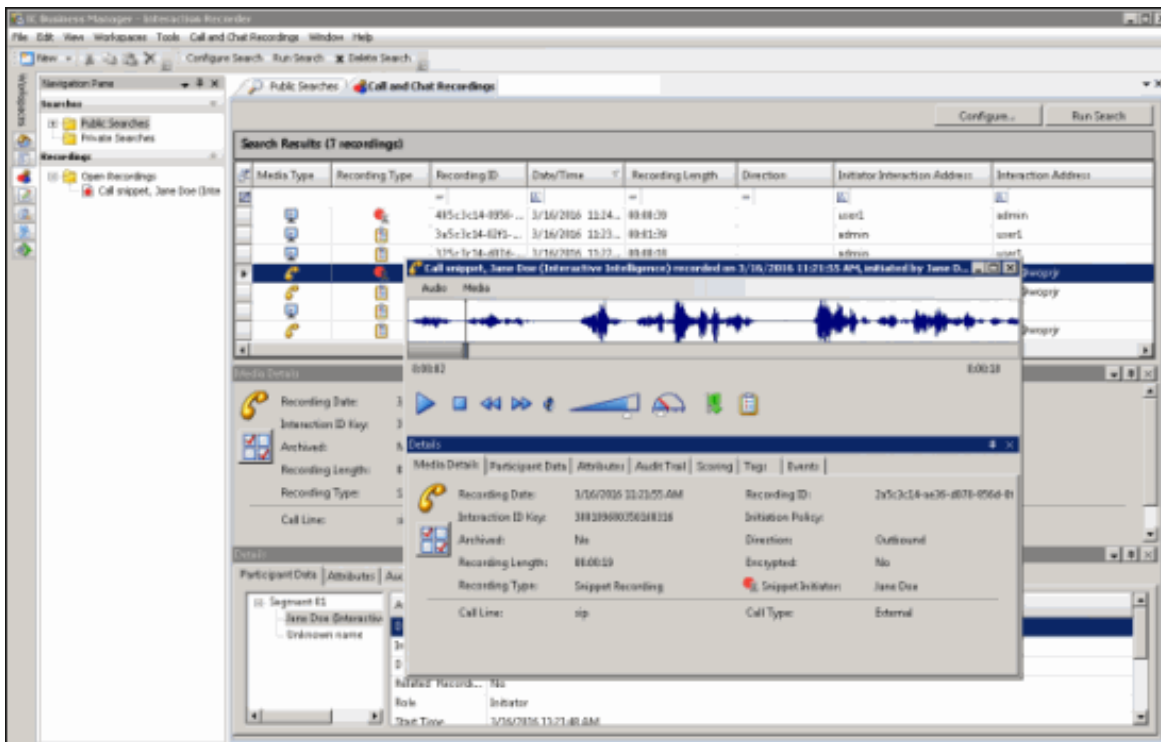 IC Business Manager - Interaction Recorder
File Edit View Workspaces Tools Call and Chat Recordings Window Help
New Configure Search Run Search Delete Search
Workspaces
Navigation Pane
Public Searches Call and Chat Recordings
Searches
Public Searches
Private Searches
Configure... Run Search
Recordings
Search Results (7 recordings)
Open Recordings
Call snippet, Jane Doe (Inte
Media Type Recording Type Recording ID Date/Time Recording Length Direction Initiator Interaction Address Interaction Address
3/16/2016 11:24... 00:00:39 user1 admin
3/16/2016 11:23... 00:01:39 admin user1
admin user1
Call snippet, Jane Doe (Interactive Intelligence) recorded on 3/16/2016 11:21:55 AM, initiated by Jane D...
Audio Media
0:00:02
Media Details
Recording Date:
Interaction ID Key:
Archived:
Recording Length:
Recording Type:
Call Line:
Details
Media Details Participant Data Attributes Audit Trail Scoring Tags Events
Recording Date: 3/16/2016 11:21:55 AM Recording ID:
Interaction ID Key: Initiation Policy:
Archived: No Direction: Outbound
Recording Length: 00:00:19 Encrypted: No
Recording Type: Snippet Recording Snippet Initiator: Jane Doe
Call Line: sip Call Type: External
Details
Participant Data Attributes
Segment 01
Jane Doe (Interactive
Unknown name
Related Recordi... No
Role Initiator
Start Time 3/16/2016 11:21:48 AM